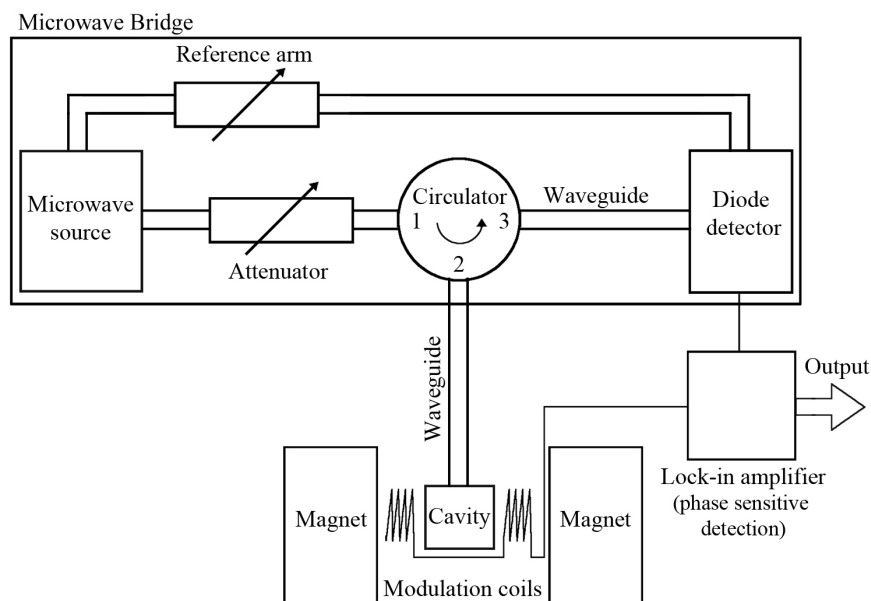 Microwave Bridge
Reference arm
Microwave
source
Attenuator
Circulator
1
3
2
Waveguide
Diode
detector
Waveguide
Output
Lock-in amplifier
(phase sensitive
detection)
Magnet
Cavity
Magnet
Modulation coils